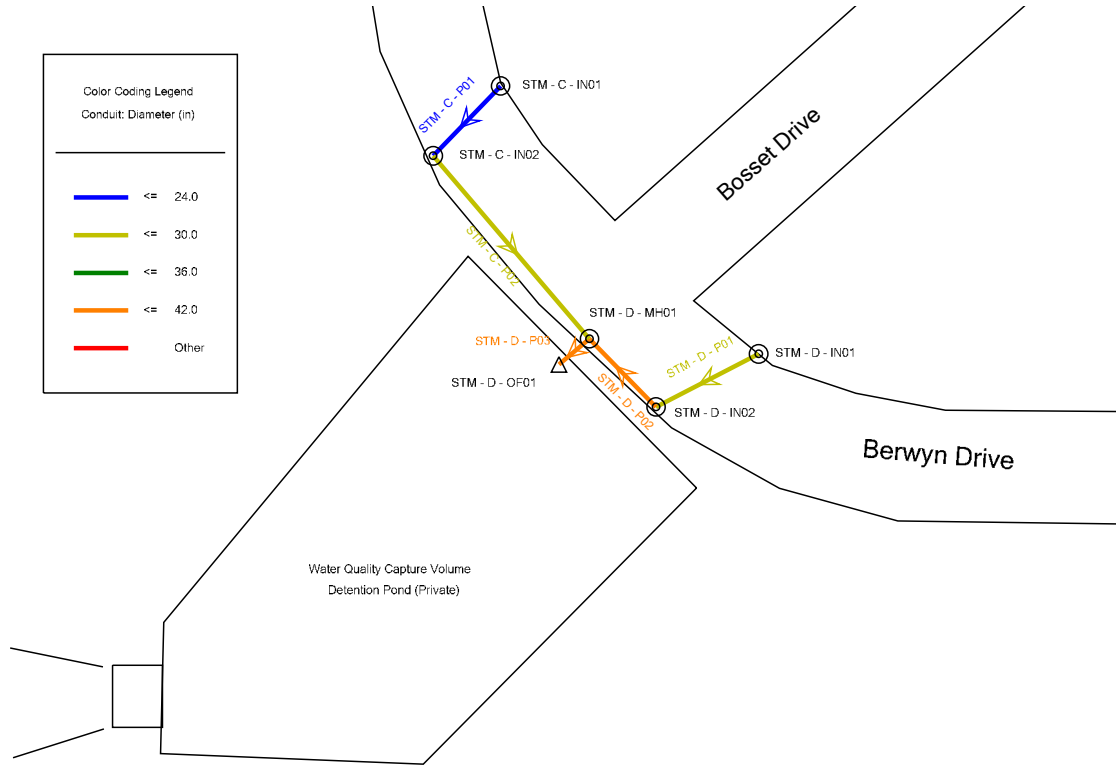 Color Coding Legend
Conduit: Diameter (in)
<= 24.0
<= 30.0
<= 36.0
<= 42.0
Other
STM - C - P01
STM - C - IN01
STM - C - IN02
Bosset Drive
STM - C - P02
STM - D - MH01
STM - D - P03
STM - D - P01
STM - D - IN01
STM - D - OF01
STM - D - P02
STM - D - IN02
Berwyn Drive
Water Quality Capture Volume
Detention Pond (Private)